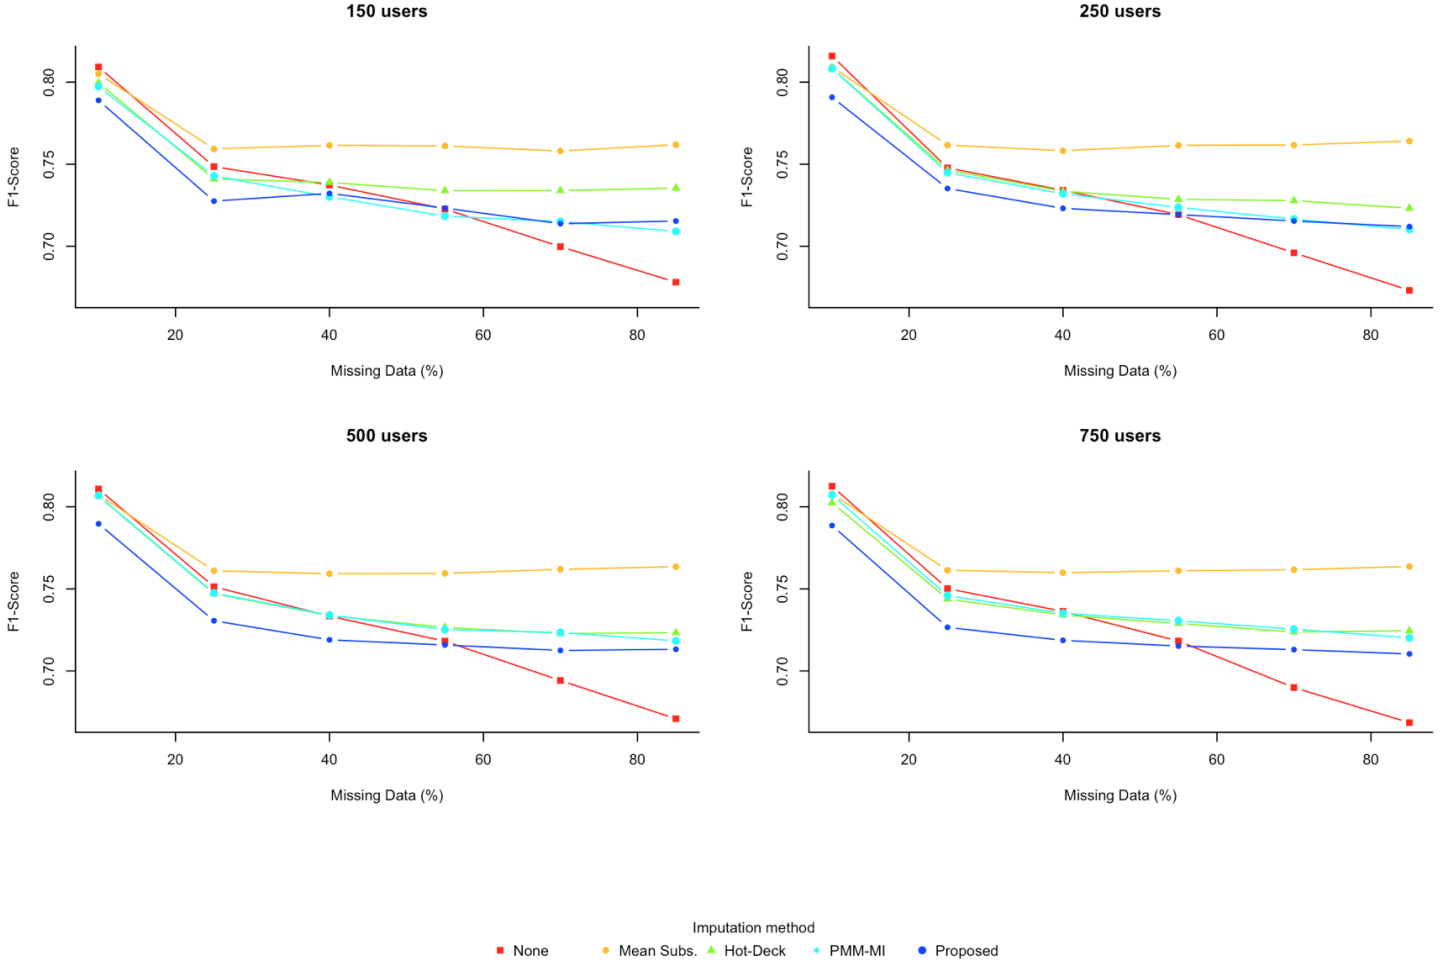 150 users
0.80
0.75
0.70
F1-Score
20 40 60 80
Missing Data (%)
250 users
0.80
0.75
0.70
F1-Score
20 40 60 80
Missing Data (%)
500 users
0.80
0.75
0.70
F1-Score
20 40 60 80
Missing Data (%)
750 users
0.80
0.75
0.70
F1-Score
20 40 60 80
Missing Data (%)
Imputation method
None Mean Subs. Hot-Deck PMM-MI Proposed